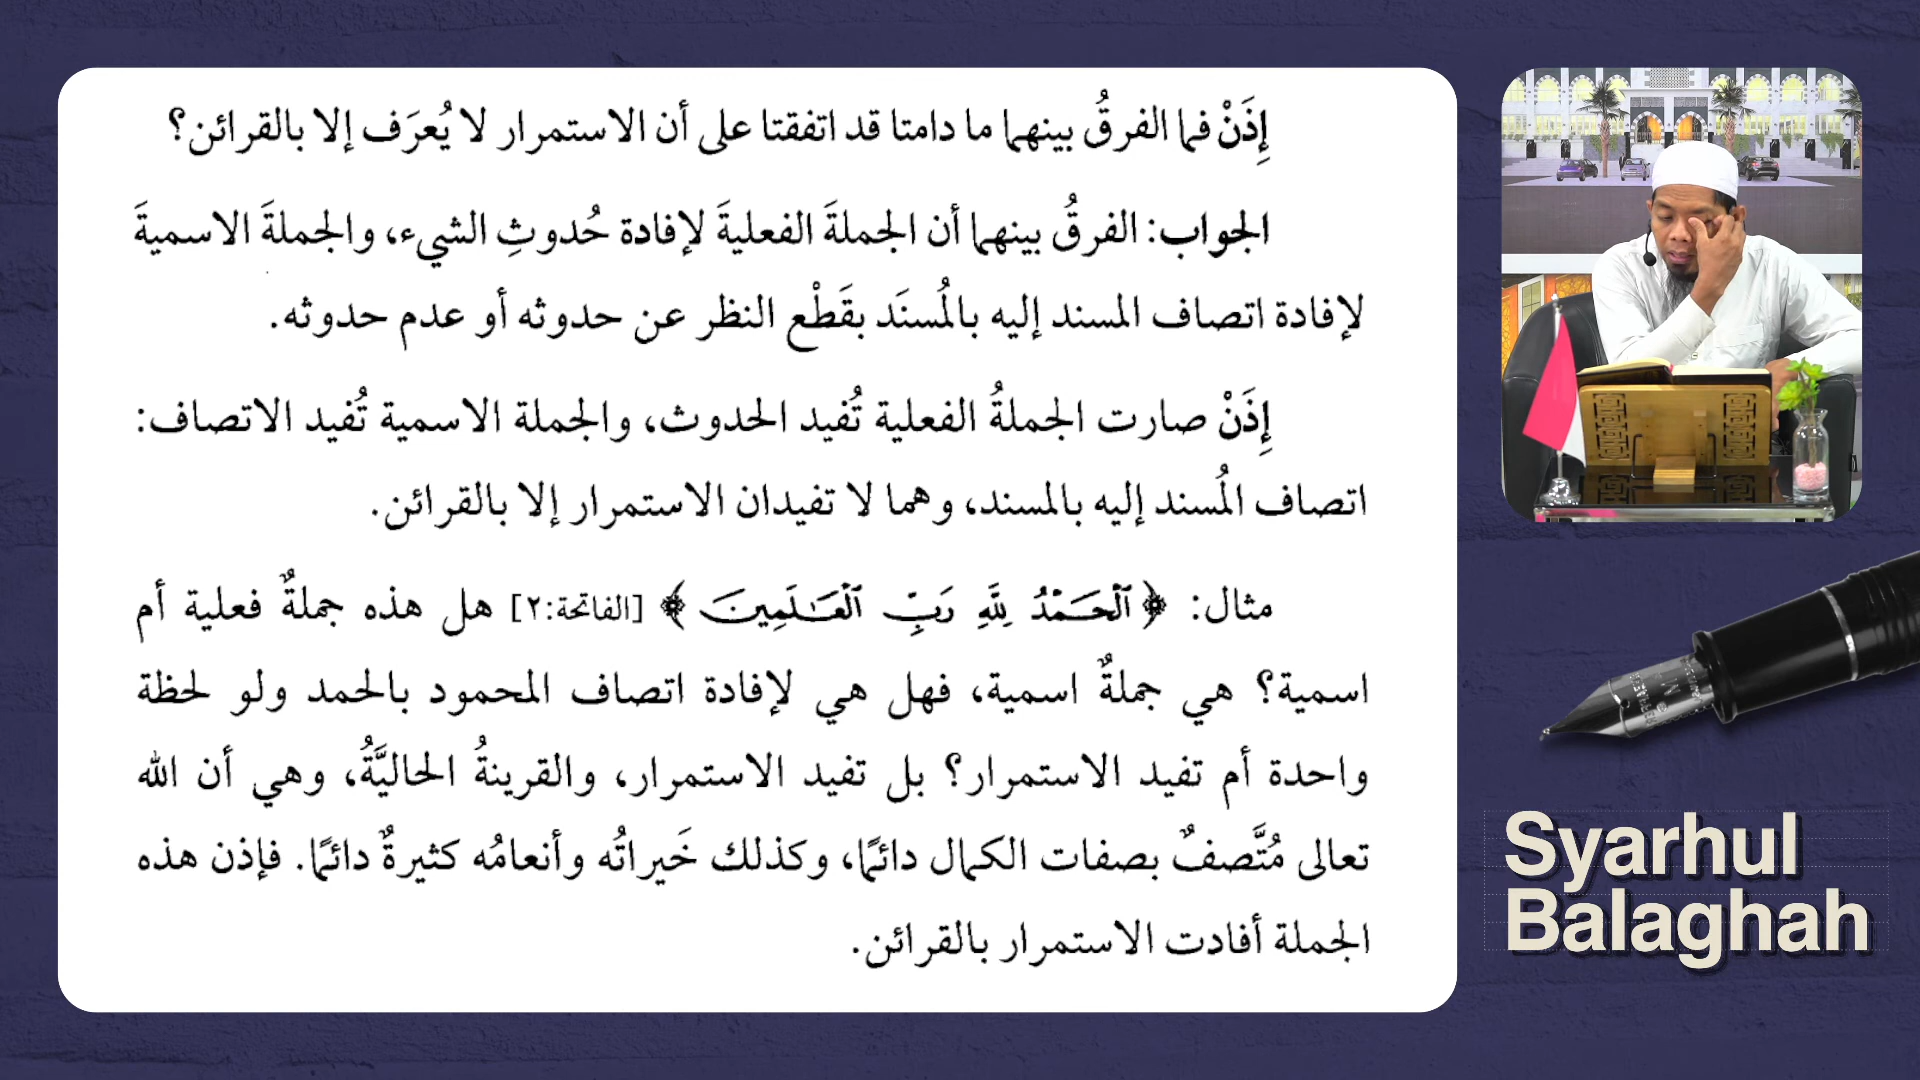 إِذَنْ فما الفرقُ بينهما ما دامتا قد اتفقتا على أن الاستمرار لا يُعرَف إلا بالقرائن؟
الجواب: الفرقُ بينهما أن الجملةَ الفعليةَ لإفادة حُدوثِ الشيء، والجملةَ الاسميةَ
لإفادة اتصاف المسند إليه بالمُسنَد بقَطْع النظر عن حدوثه أو عدم حدوثه.
إِذَنْ صارت الجملةُ الفعلية تُفيد الحدوث، والجملة الاسمية تُفيد الاتصاف:
اتصاف المُسند إليه بالمسند، وهما لا تفيدان الاستمرار إلا بالقرائن.
مثال: ﴿ٱلْحَمْدُ لِلَّهِ رَبِّ ٱلْعَـٰلَمِينَ﴾ [الفاتحة:٢] هل هذه جملةٌ فعلية أم
اسمية؟ هي جملةٌ اسمية، فهل هي لإفادة اتصاف المحمود بالحمد ولو لحظة
واحدة أم تفيد الاستمرار؟ بل تفيد الاستمرار، والقرينةُ الحاليَّةُ، وهي أن الله
تعالى مُتَّصفٌ بصفات الكمال دائمًا، وكذلك خَيراتُه وأنعامُه كثيرةٌ دائمًا. فإذن هذه
الجملة أفادت الاستمرار بالقرائن.
Syarhul
Balaghah